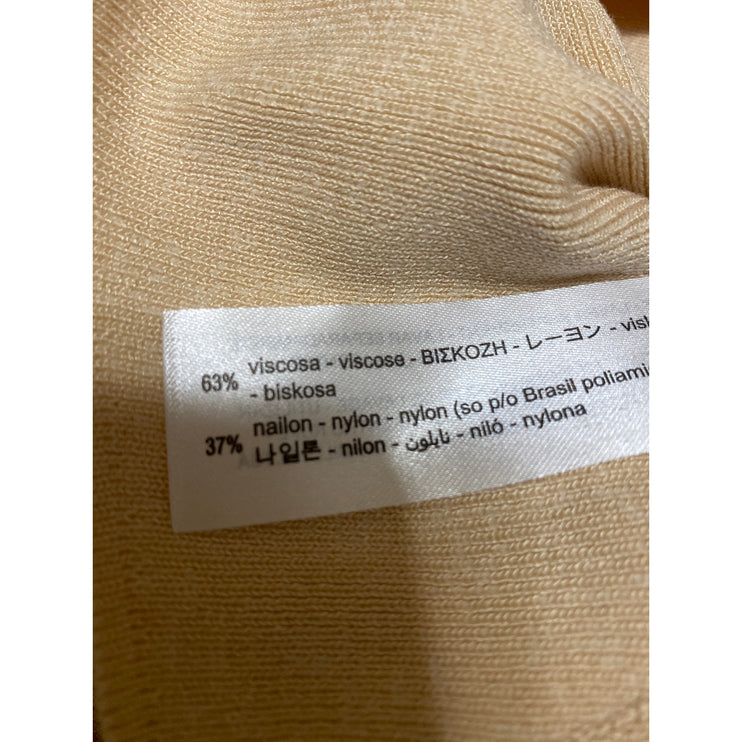 63% viscosa - viscose - ΒΙΣΚΟΖΗ - レーヨン -
- biskosa
37% nailon - nylon - nylon (so p/o Brasil
나일론 - nilon - نايلون - niló - nylona